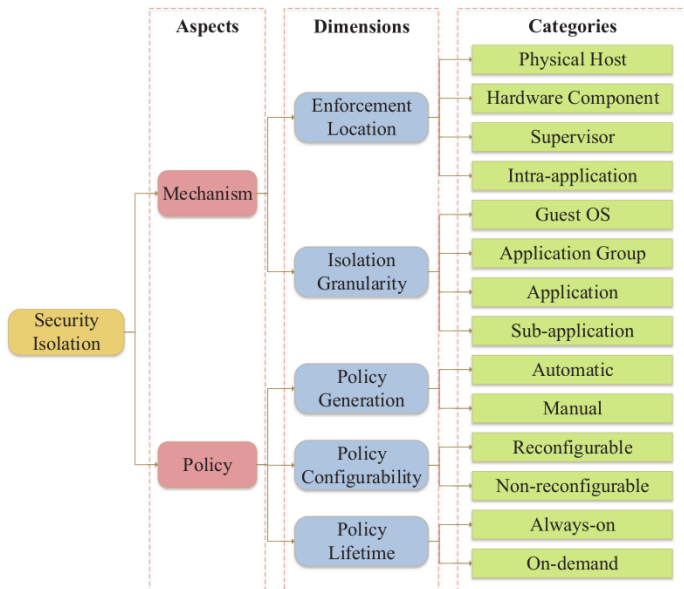 Aspects
Dimensions
Categories
Security
Isolation
Mechanism
Policy
Enforcement
Location
Isolation
Granularity
Policy
Generation
Policy
Configurability
Policy
Lifetime
Physical Host
Hardware Component
Supervisor
Intra-application
Guest OS
Application Group
Application
Sub-application
Automatic
Manual
Reconfigurable
Non-reconfigurable
Always-on
On-demand